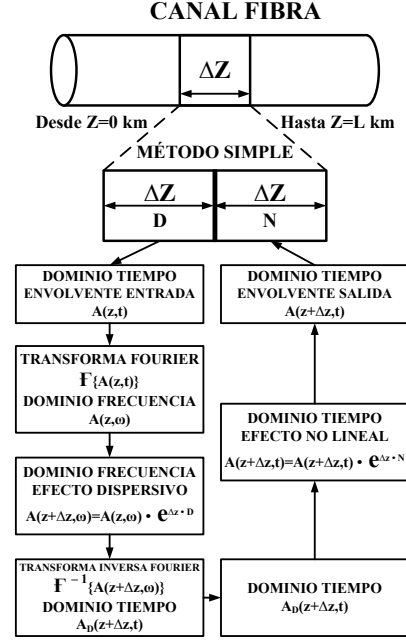 CANAL FIBRA
ΔZ
Desde Z=0 km
Hasta Z=L km
MÉTODO SIMPLE
ΔZ
D
ΔZ
N
DOMINIO TIEMPO
ENVOLVENTE ENTRADA
A(z,t)
TRANSFORMA FOURIER
F{A(z,t)}
DOMINIO FRECUENCIA
A(z,ω)
DOMINIO FRECUENCIA
EFECTO DISPERSIVO
A(z+Δz,ω)=A(z,ω) · e^Δz·D
TRANSFORMA INVERSA FOURIER
F⁻¹{A(z+Δz,ω)}
DOMINIO TIEMPO
A_D(z+Δz,t)
DOMINIO TIEMPO
A_D(z+Δz,t)
DOMINIO TIEMPO
EFECTO NO LINEAL
A(z+Δz,t)=A(z+Δz,t) · e^Δz·N
DOMINIO TIEMPO
ENVOLVENTE SALIDA
A(z+Δz,t)